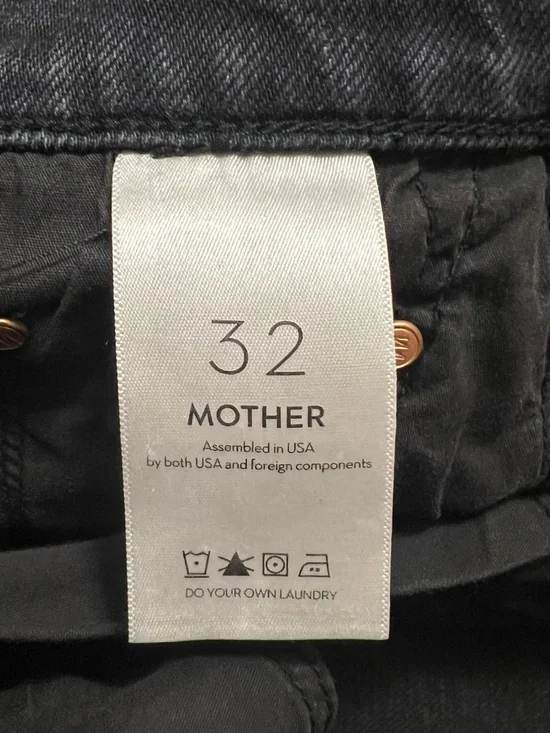 32
MOTHER
Assembled in USA
by both USA and foreign components
DO YOUR OWN LAUNDRY